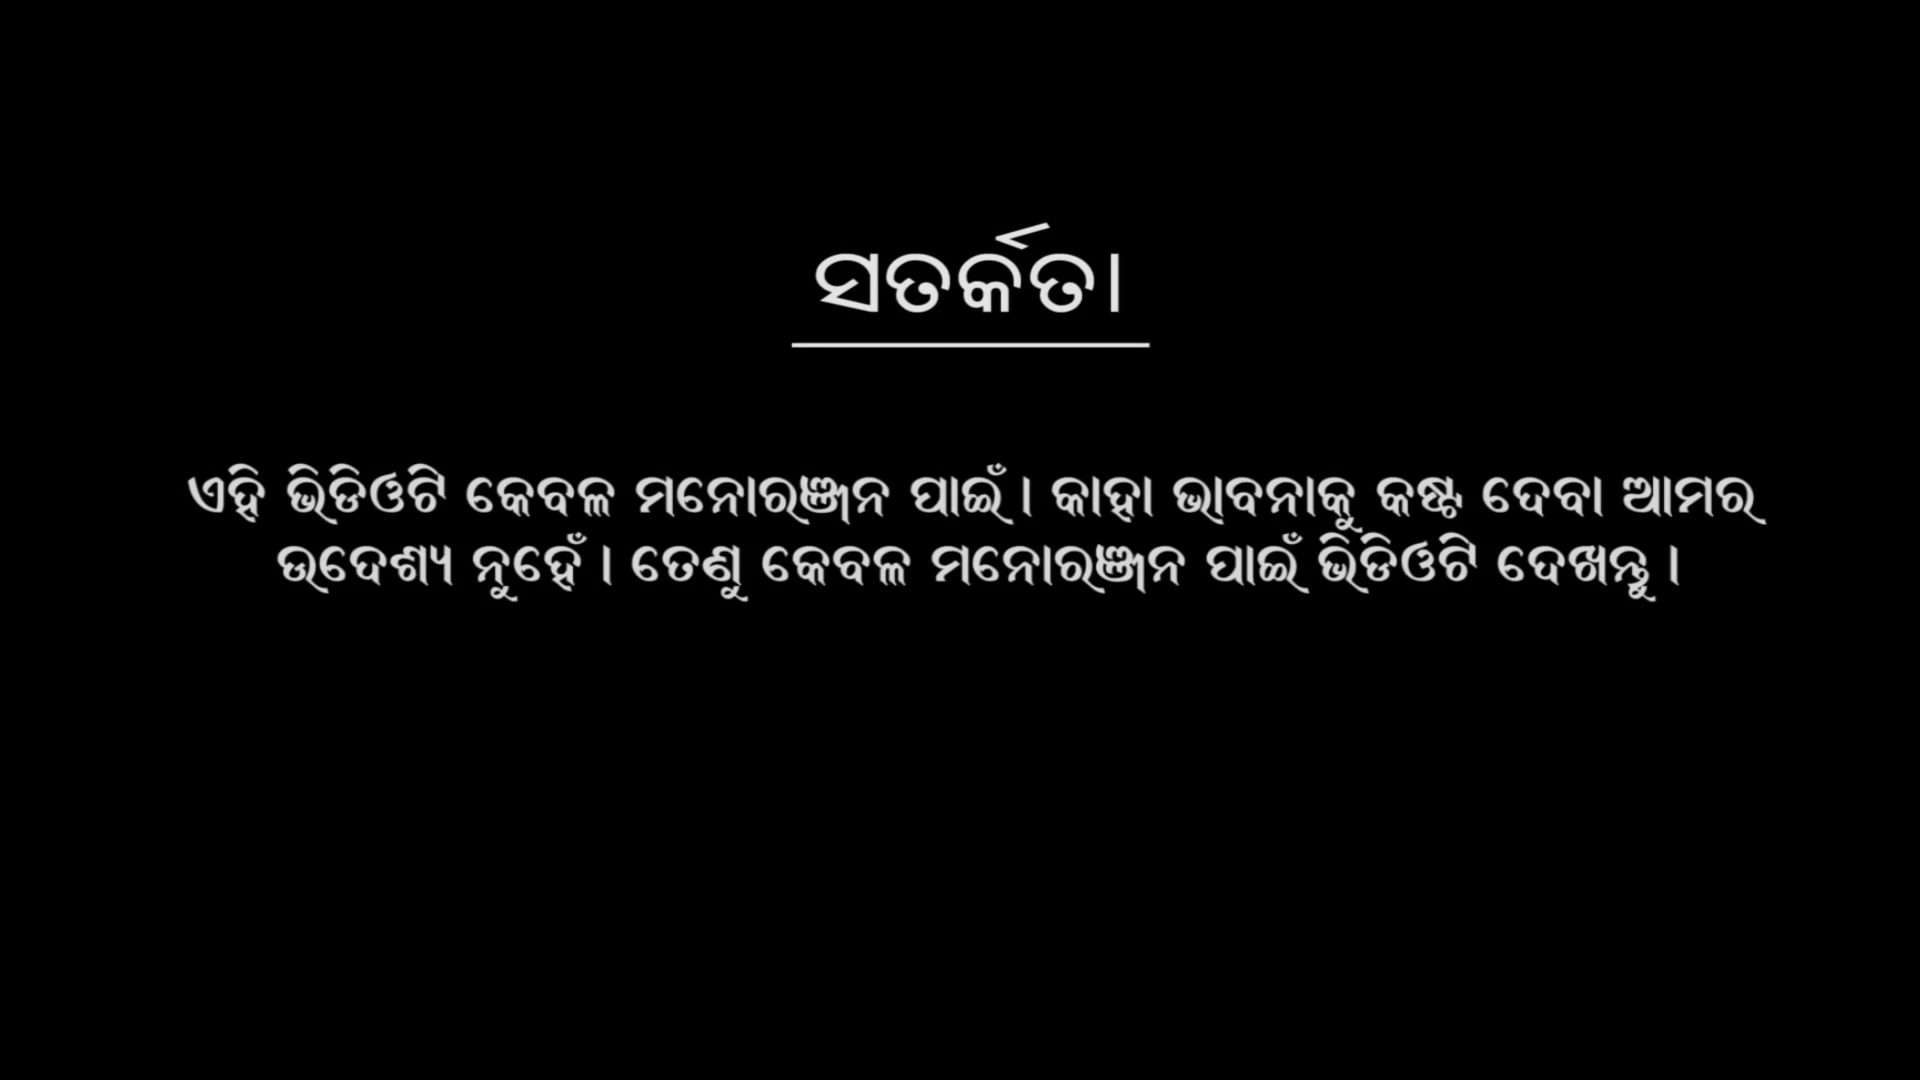 ସତର୍କତା
ଏହି ଭିଡିଓଟି କେବଳ ମନୋରଞ୍ଜନ ପାଇଁ । କାହା ଭାବନାକୁ କଷ୍ଟ ଦେବା ଆମର
ଉଦେଶ୍ୟ ନୁହେଁ । ତେଣୁ କେବଳ ମନୋରଞ୍ଜନ ପାଇଁ ଭିଡିଓଟି ଦେଖନ୍ତୁ ।